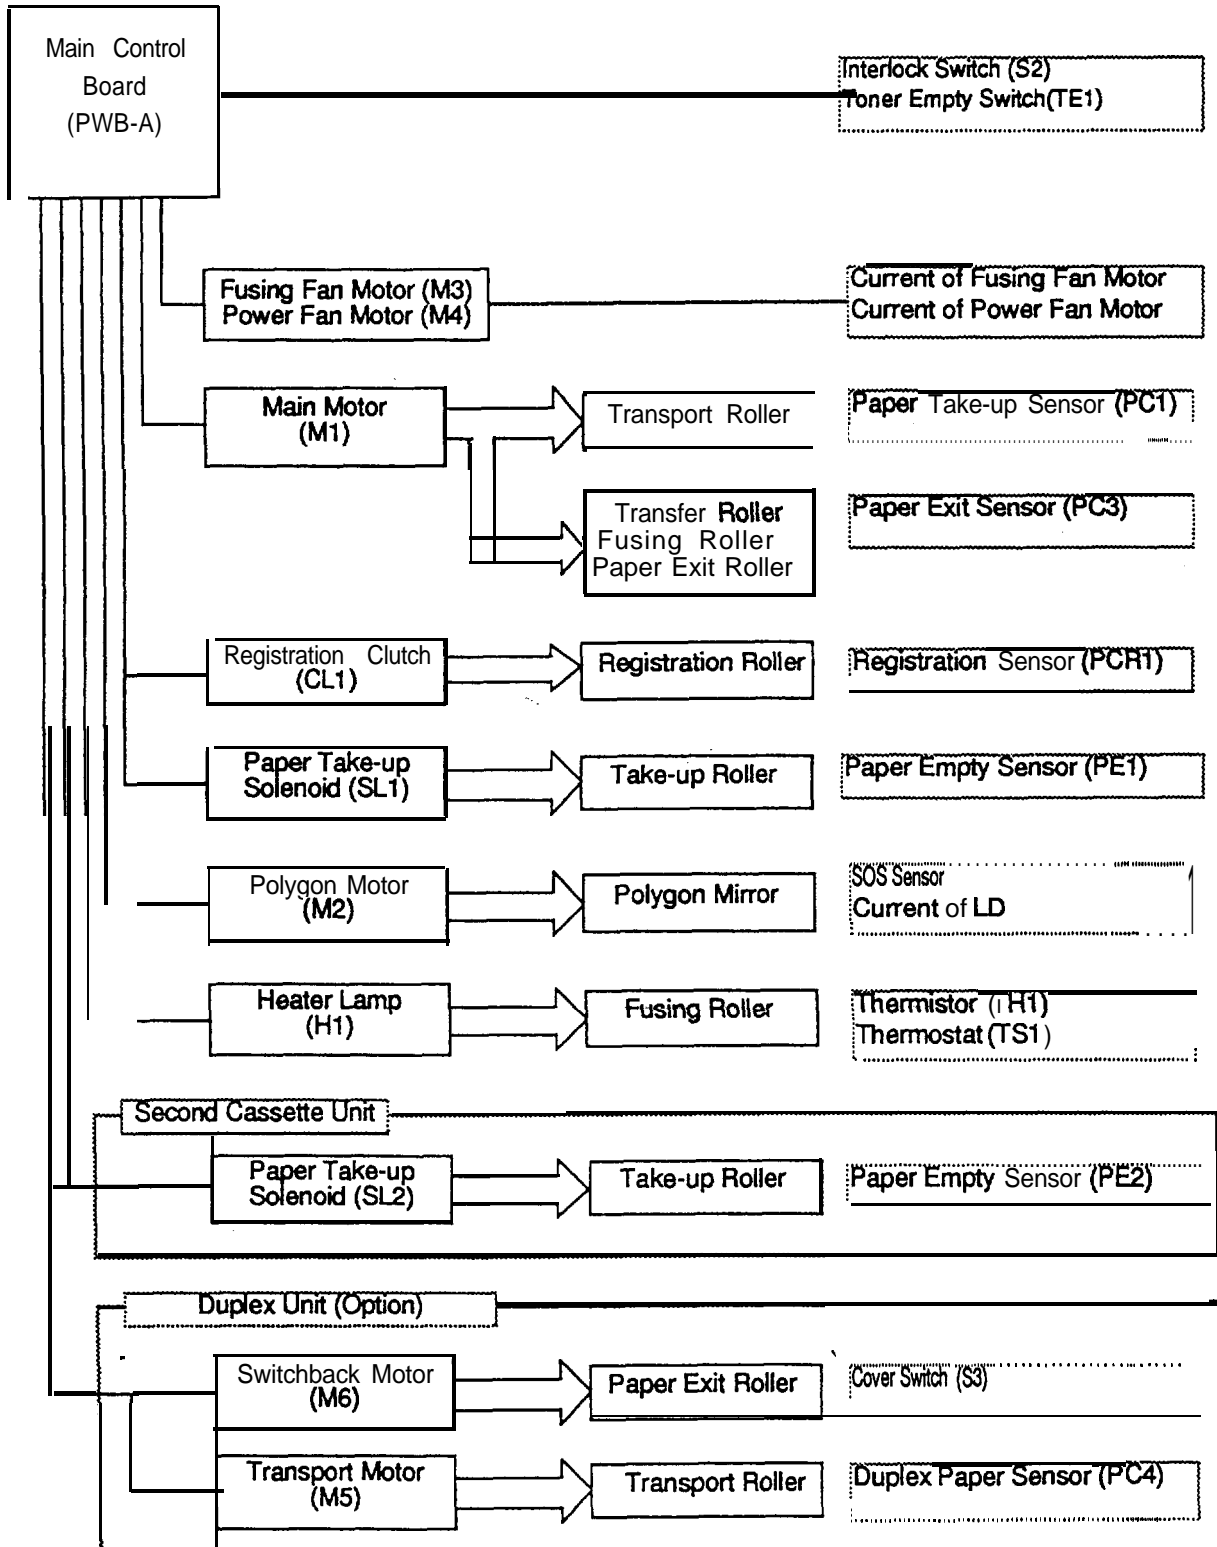 Main Control
Board
(PWB-A)
Interlock Switch (S2)
Toner Empty Switch(TE1)
Fusing Fan Motor (M3)
Power Fan Motor (M4)
Current of Fusing Fan Motor
Current of Power Fan Motor
Main Motor
(M1)
Transport Roller
Paper Take-up Sensor (PC1)
Transfer Roller
Fusing Roller
Paper Exit Roller
Paper Exit Sensor (PC3)
Registration Clutch
(CL1)
Registration Roller
Registration Sensor (PCR1)
Paper Take-up
Solenoid (SL1)
Take-up Roller
Paper Empty Sensor (PE1)
Polygon Motor
(M2)
Polygon Mirror
SOS Sensor
Current of LD
Heater Lamp
(H1)
Fusing Roller
Thermistor (TH1)
Thermostat (TS1)
Second Cassette Unit
Paper Take-up
Solenoid (SL2)
Take-up Roller
Paper Empty Sensor (PE2)
Duplex Unit (Option)
Switchback Motor
(M6)
Paper Exit Roller
Cover Switch (S3)
Transport Motor
(M5)
Transport Roller
Duplex Paper Sensor (PC4)